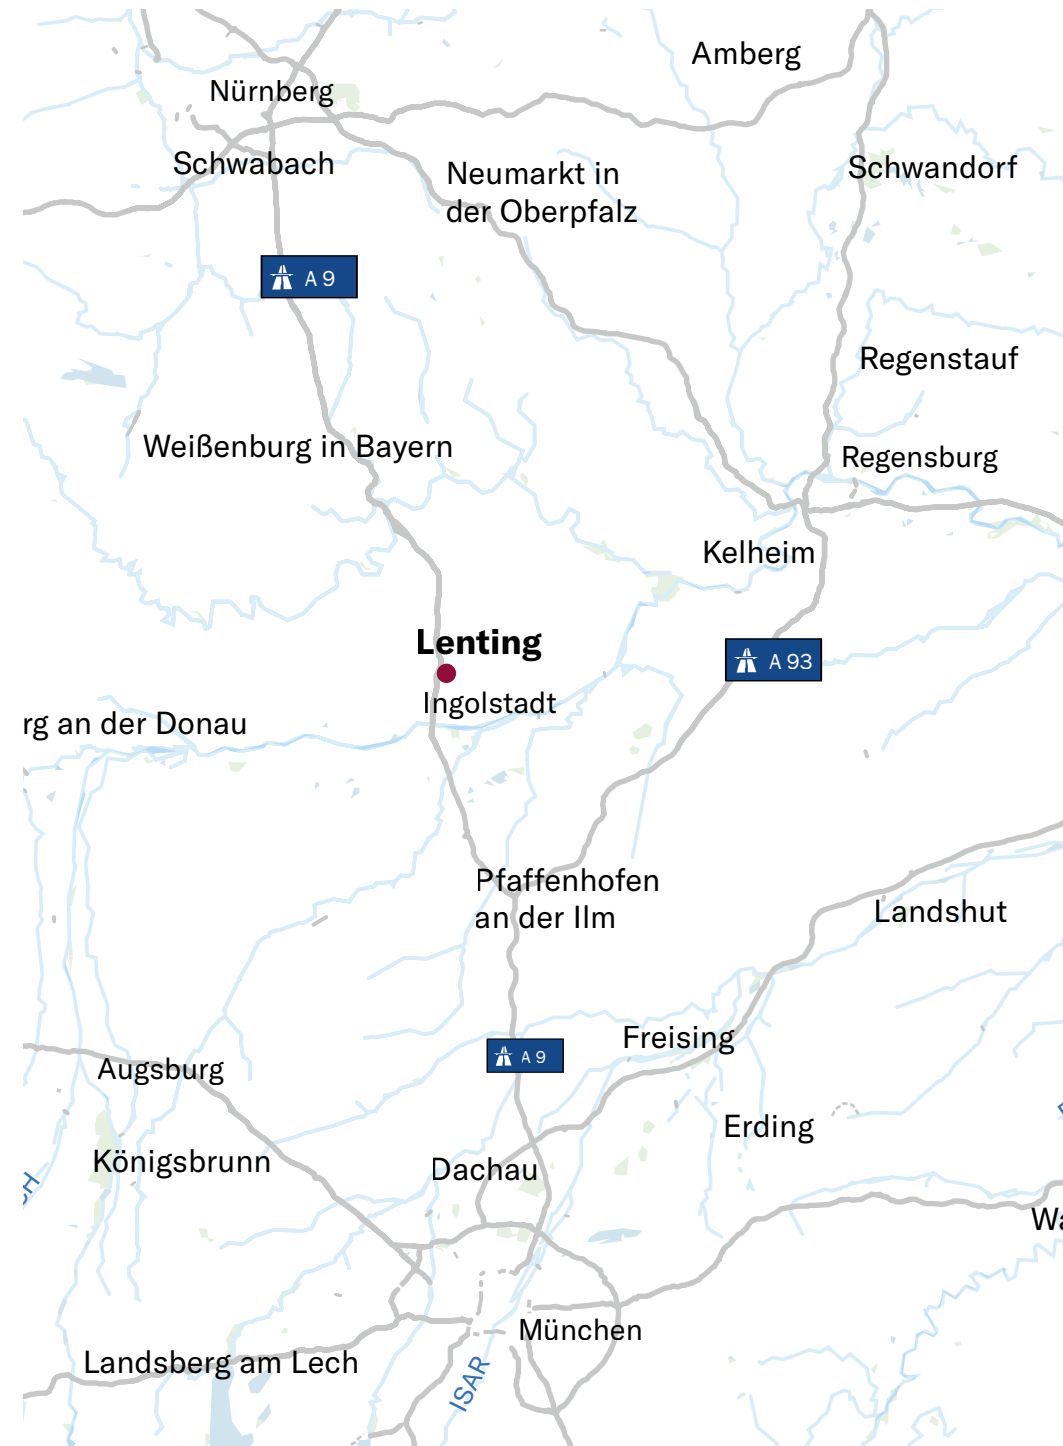 Amberg
Nürnberg
Schwabach
Neumarkt in
der Oberpfalz
Schwandorf
A 9
Regenstauf
Weißenburg in Bayern
Regensburg
Kelheim
Lenting
A 93
Ingolstadt
rg an der Donau
Pfaffenhofen
an der Ilm
Landshut
Freising
A 9
Augsburg
Erding
Königsbrunn
Dachau
CH
Wa
München
Landsberg am Lech
ISAR